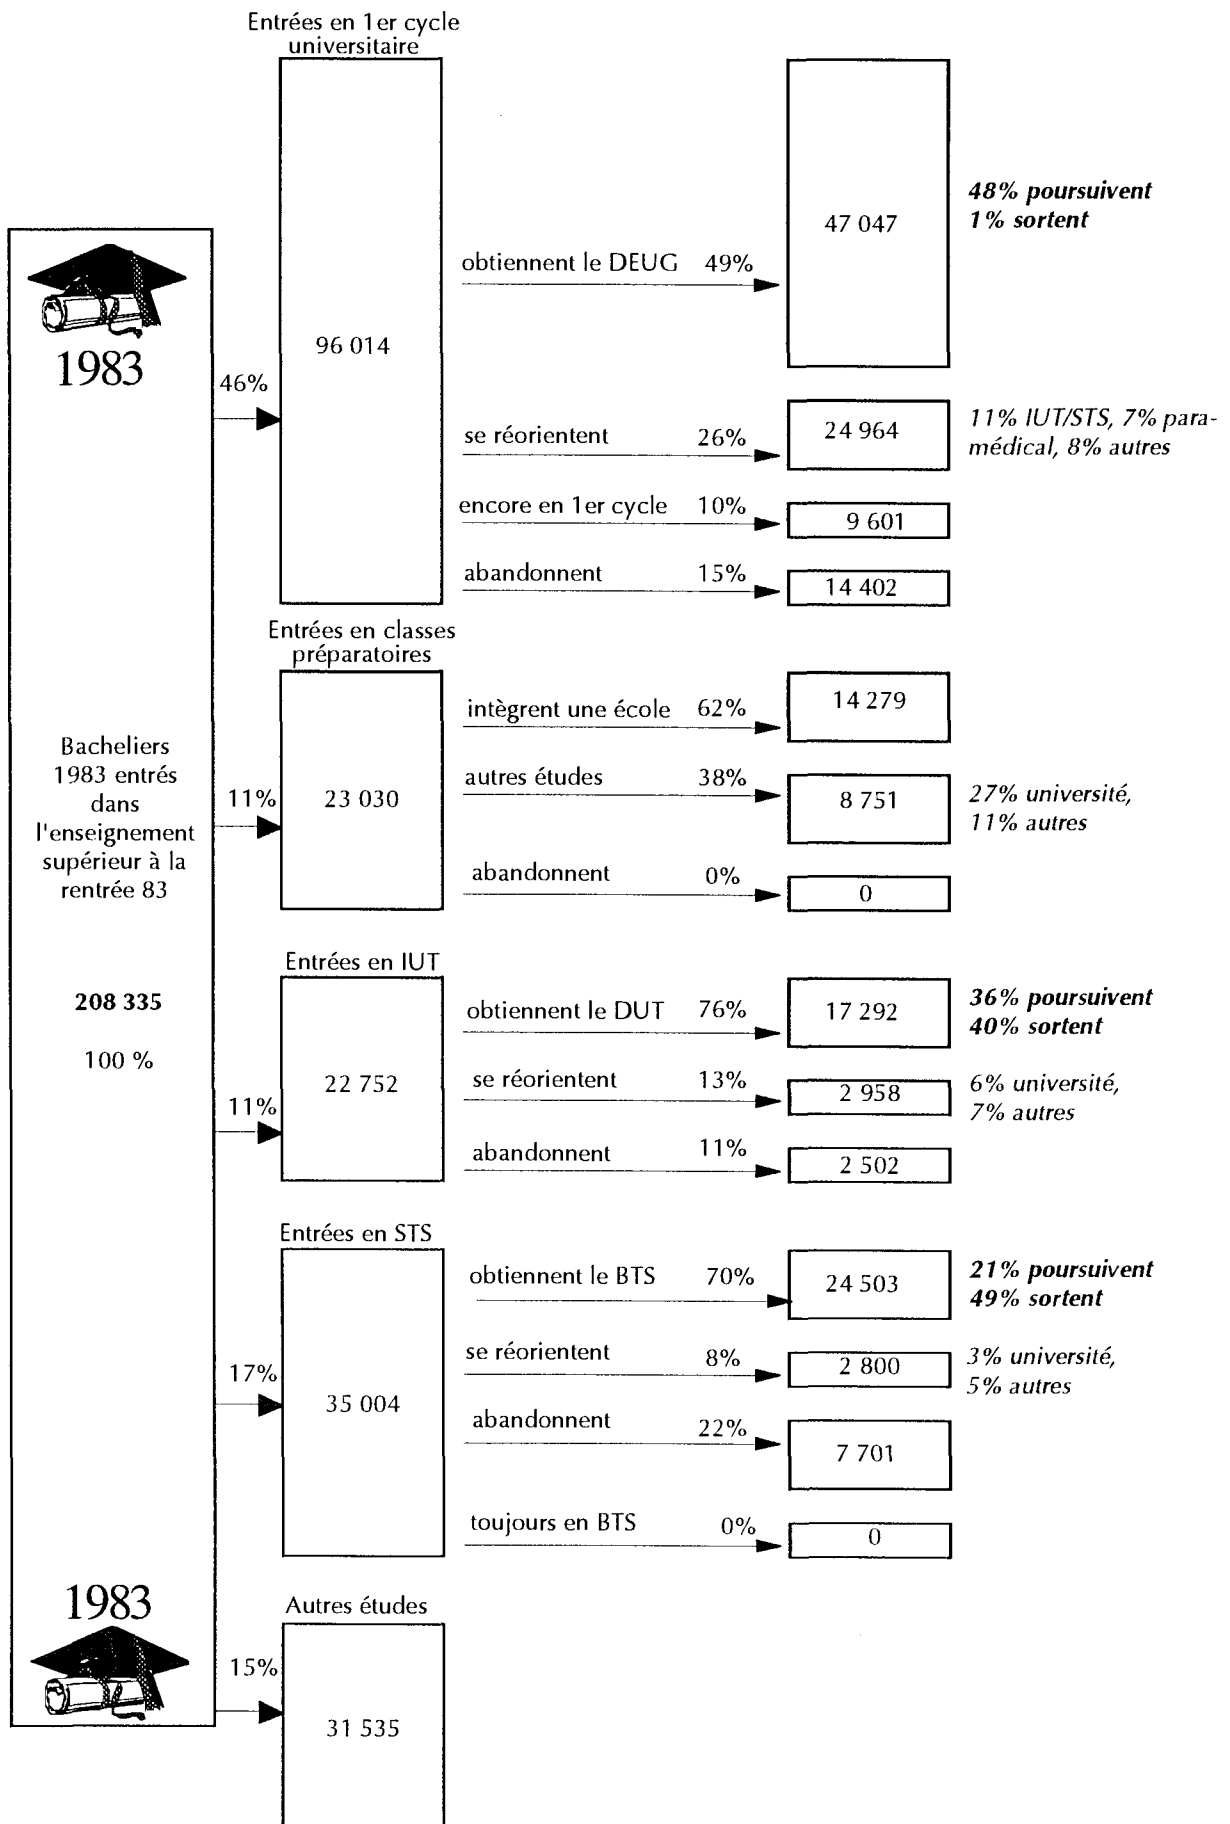 Entrées en 1er cycle
universitaire
96 014
obtiennent le DEUG 49%
47 047
48% poursuivent
1% sortent
se réorientent 26%
24 964
11% IUT/STS, 7% para-
médical, 8% autres
encore en 1er cycle 10%
9 601
abandonnent 15%
14 402
1983
46%
Bacheliers
1983 entrés
dans
l'enseignement
supérieur à la
rentrée 83
208 335
100 %
Entrées en classes
préparatoires
11%
23 030
intègrent une école 62%
14 279
autres études 38%
8 751
27% université,
11% autres
abandonnent 0%
0
Entrées en IUT
11%
22 752
obtiennent le DUT 76%
17 292
36% poursuivent
40% sortent
se réorientent 13%
2 958
6% université,
7% autres
abandonnent 11%
2 502
Entrées en STS
17%
35 004
obtiennent le BTS 70%
24 503
21% poursuivent
49% sortent
se réorientent 8%
2 800
3% université,
5% autres
abandonnent 22%
7 701
toujours en BTS 0%
0
1983
Autres études
15%
31 535